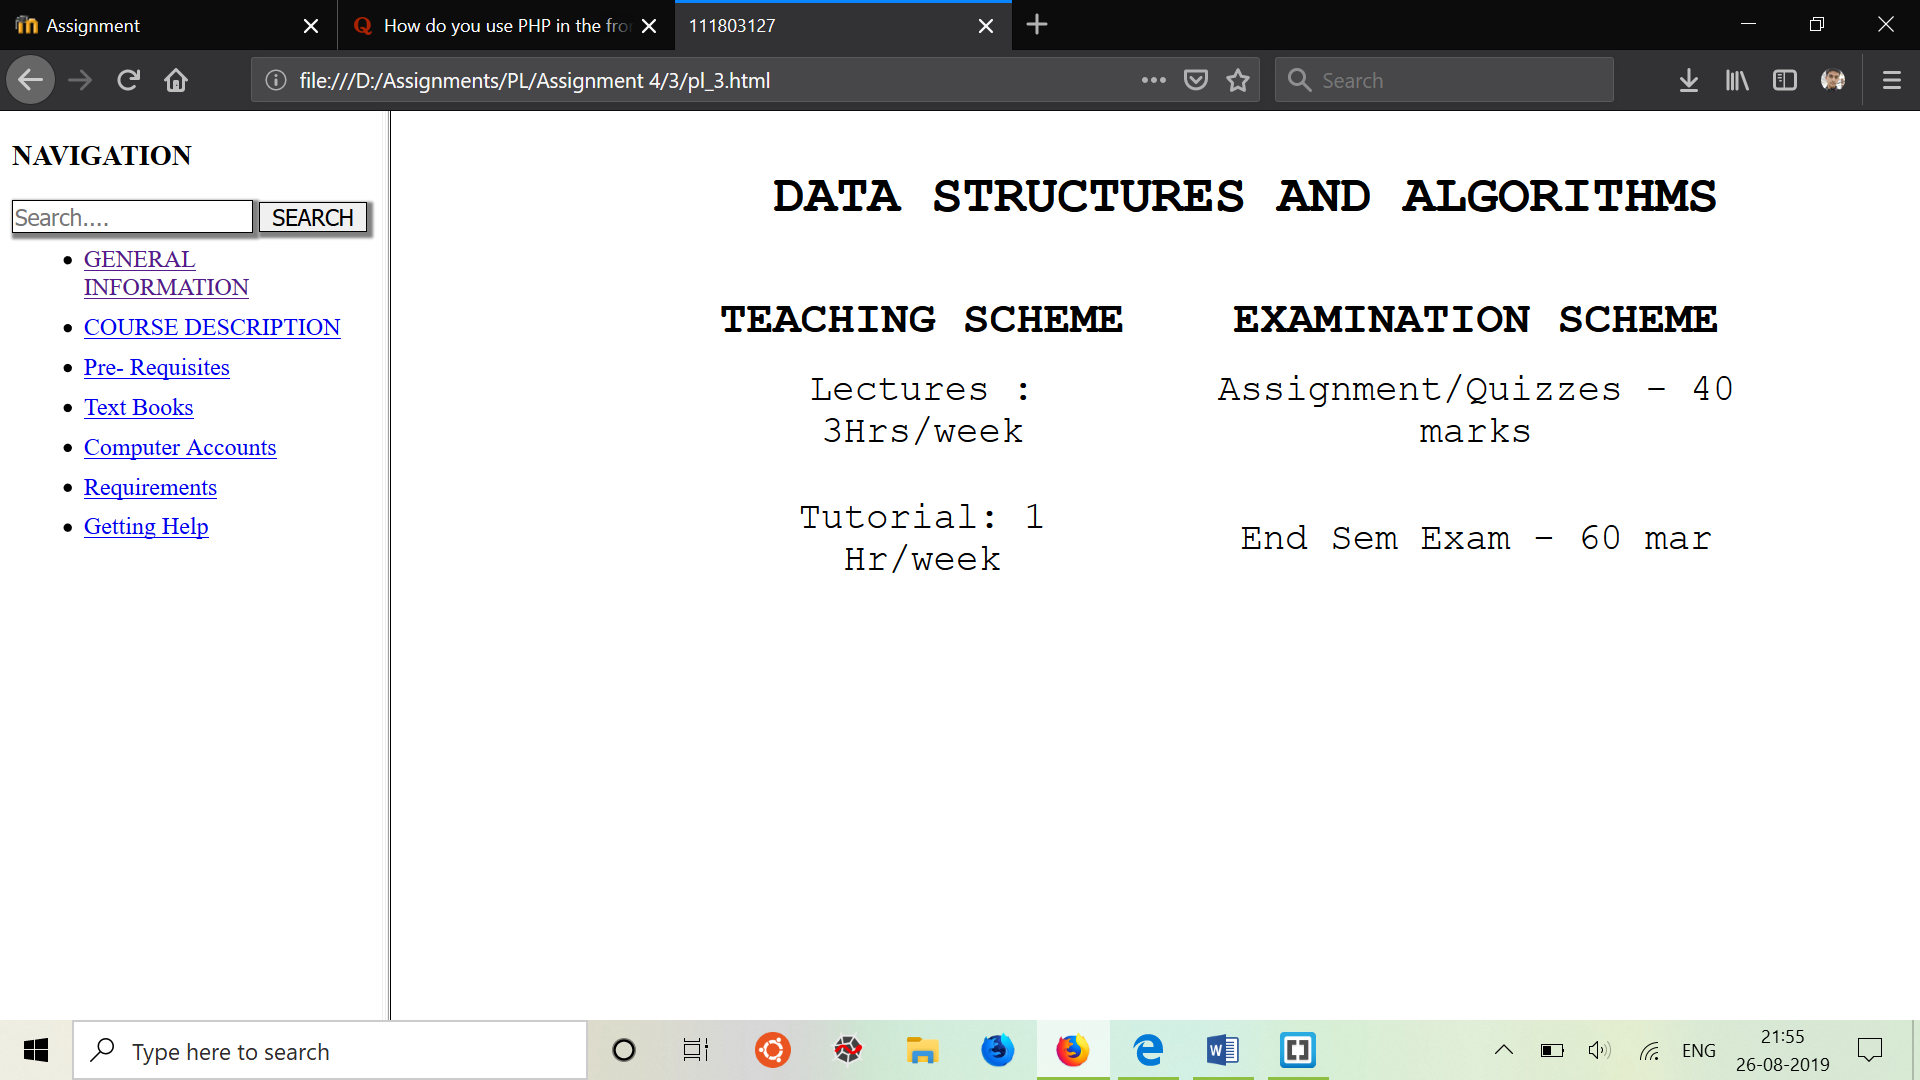 Assignment
How do you use PHP in the fro
111803127
file:///D:/Assignments/PL/Assignment 4/3/pl_3.html
Search
NAVIGATION
Search....
SEARCH
GENERAL
INFORMATION
COURSE DESCRIPTION
Pre- Requisites
Text Books
Computer Accounts
Requirements
Getting Help
DATA STRUCTURES AND ALGORITHMS
TEACHING SCHEME
EXAMINATION SCHEME
Lectures :
3Hrs/week
Assignment/Quizzes - 40
marks
Tutorial: 1
Hr/week
End Sem Exam - 60 mar
Type here to search
ENG
21:55
26-08-2019